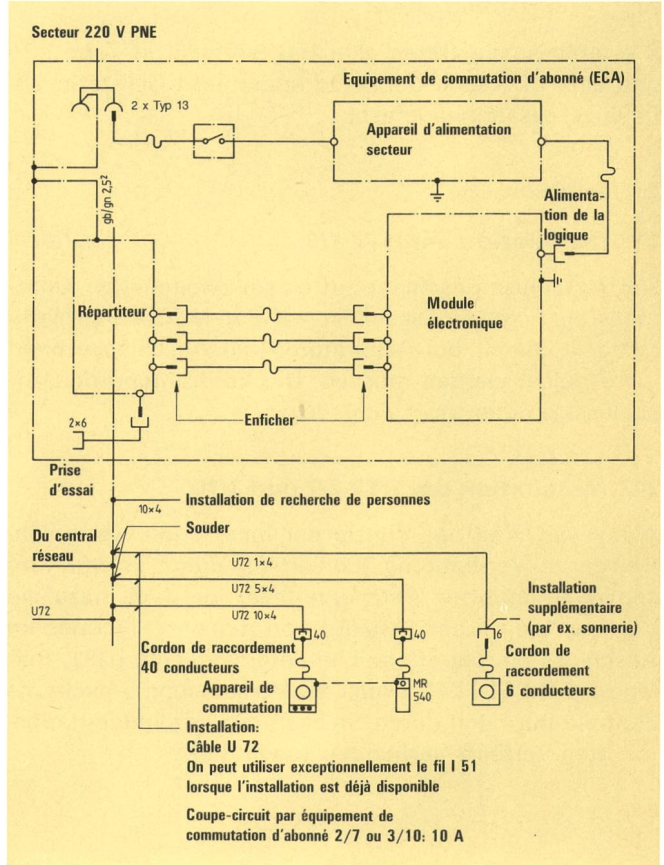 Secteur 220 V PNE
Equipement de commutation d'abonné (ECA)
2 x Typ 13
Appareil d'alimentation
secteur
gb/gn 2,5²
Alimenta-
tion de la
logique
Répartiteur
Module
électronique
Enficher
2×6
Prise
d'essai
10×4
Installation de recherche de personnes
Souder
Du central
réseau
U72 1×4
U72 5×4
U72
U72 10×4
Installation
supplémentaire
(par ex. sonnerie)
40
40
6
Cordon de raccordement
40 conducteurs
Cordon de
raccordement
6 conducteurs
Appareil de
commutation
MR
S40
Installation:
Câble U 72
On peut utiliser exceptionnellement le fil I 51
lorsque l'installation est déjà disponible
Coupe-circuit par équipement de
commutation d'abonné 2/7 ou 3/10: 10 A